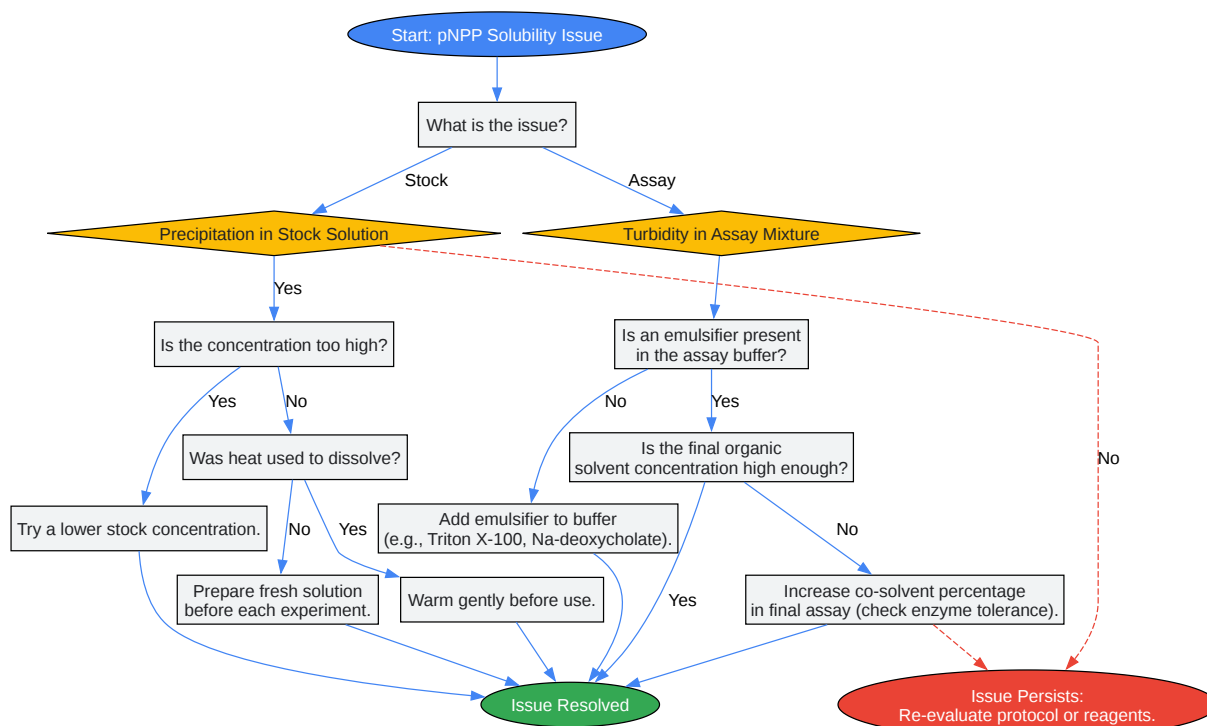 Start: pNPP Solubility Issue
What is the issue?
Stock
Assay
Precipitation in Stock Solution
Turbidity in Assay Mixture
Yes
Is the concentration too high?
Is an emulsifier present
in the assay buffer?
Yes
No
No
Yes
No
Was heat used to dissolve?
Is the final organic
solvent concentration high enough?
Try a lower stock concentration.
No
Yes
Add emulsifier to buffer
(e.g., Triton X-100, Na-deoxycholate).
No
Prepare fresh solution
before each experiment.
Warm gently before use.
Yes
Increase co-solvent percentage
in final assay (check enzyme tolerance).
Issue Resolved
Issue Persists:
Re-evaluate protocol or reagents.